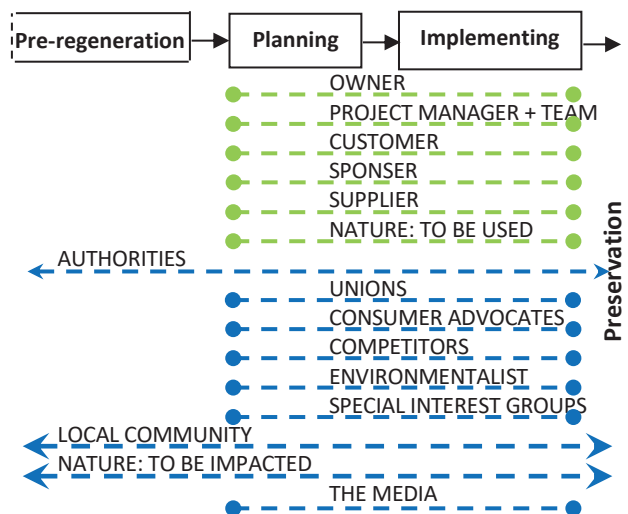 Pre-regeneration
Planning
Implementing
OWNER
PROJECT MANAGER + TEAM
CUSTOMER
SPONSER
SUPPLIER
NATURE: TO BE USED
AUTHORITIES
UNIONS
CONSUMER ADVOCATES
COMPETITORS
ENVIRONMENTALIST
SPECIAL INTEREST GROUPS
LOCAL COMMUNITY
NATURE: TO BE IMPACTED
THE MEDIA
Preservation